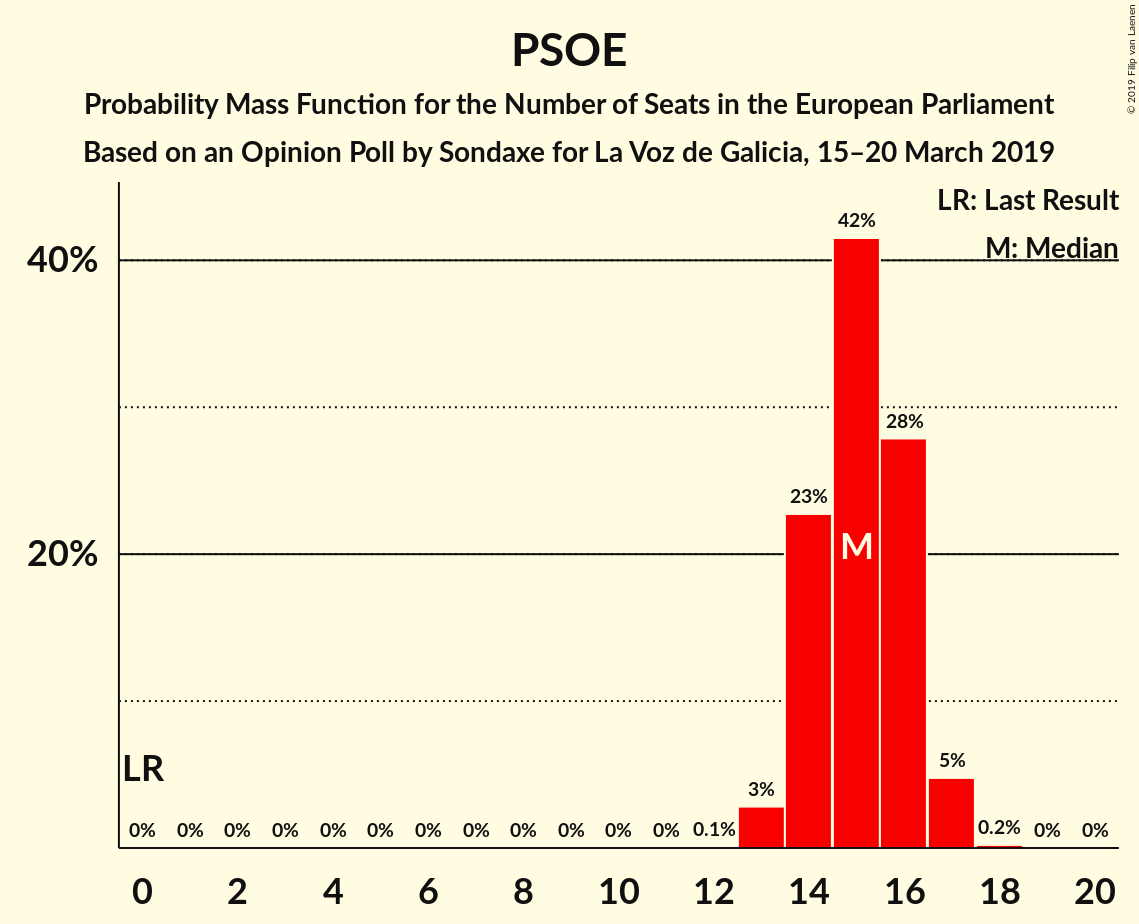 PSOE
Probability Mass Function for the Number of Seats in the European Parliament
Based on an Opinion Poll by Sondaxe for La Voz de Galicia, 15–20 March 2019
© 2019 Filip van Laenen
LR: Last Result
M: Median
40%
20%
42%
28%
23%
M
LR
5%
3%
0% 0% 0% 0% 0% 0% 0% 0% 0% 0% 0% 0% 0.1% 0.2% 0% 0%
0 2 4 6 8 10 12 14 16 18 20